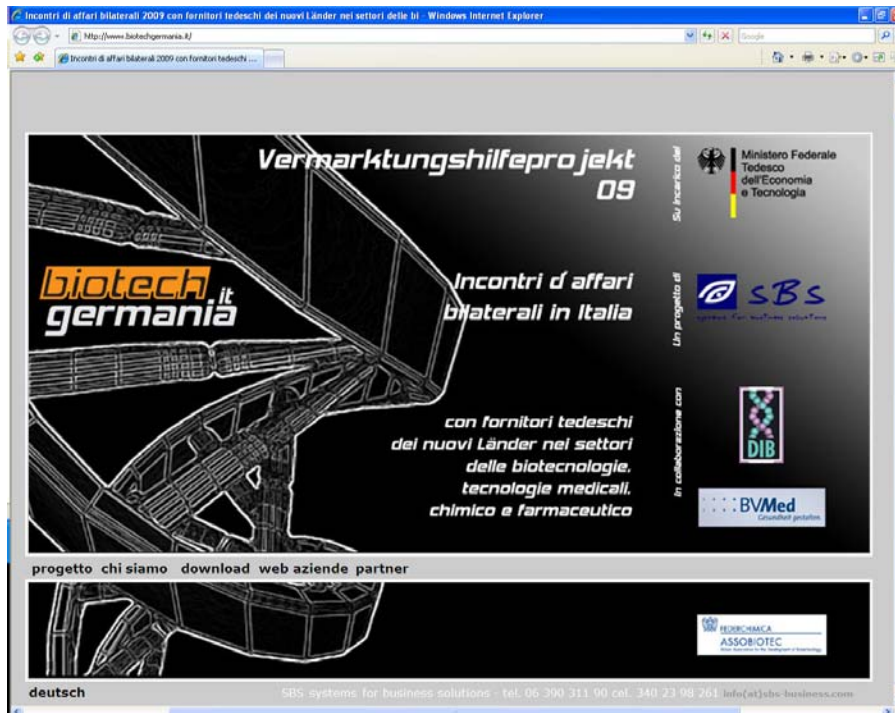 Incontri di affari bilaterali 2009 con fornitori tedeschi dei nuovi Länder nei settori delle bi - Windows Internet Explorer
http://www.biotechgermania.it/
Google
Incontri di affari bilaterali 2009 con fornitori tedeschi ...
Vermarktungshilfeprojekt
09
Su incarico del
Ministero Federale
Tedesco
dell'Economia
e Tecnologia
biotech
.it
germania
Incontri d'affari
bilaterali in Italia
Un progetto di
SBS
systems for business solutions
con fornitori tedeschi
dei nuovi Länder nei settori
delle biotecnologie,
tecnologie medicali,
chimico e farmaceutico
In collaborazione con
DIB
BVMed
Gesundheit gestalten
progetto chi siamo download web aziende partner
FEDERCHIMICA
ASSOBIOTEC
deutsch
SBS systems for business solutions - tel. 06 390 311 90 cel. 340 23 98 261 info(at)sbs-business.com